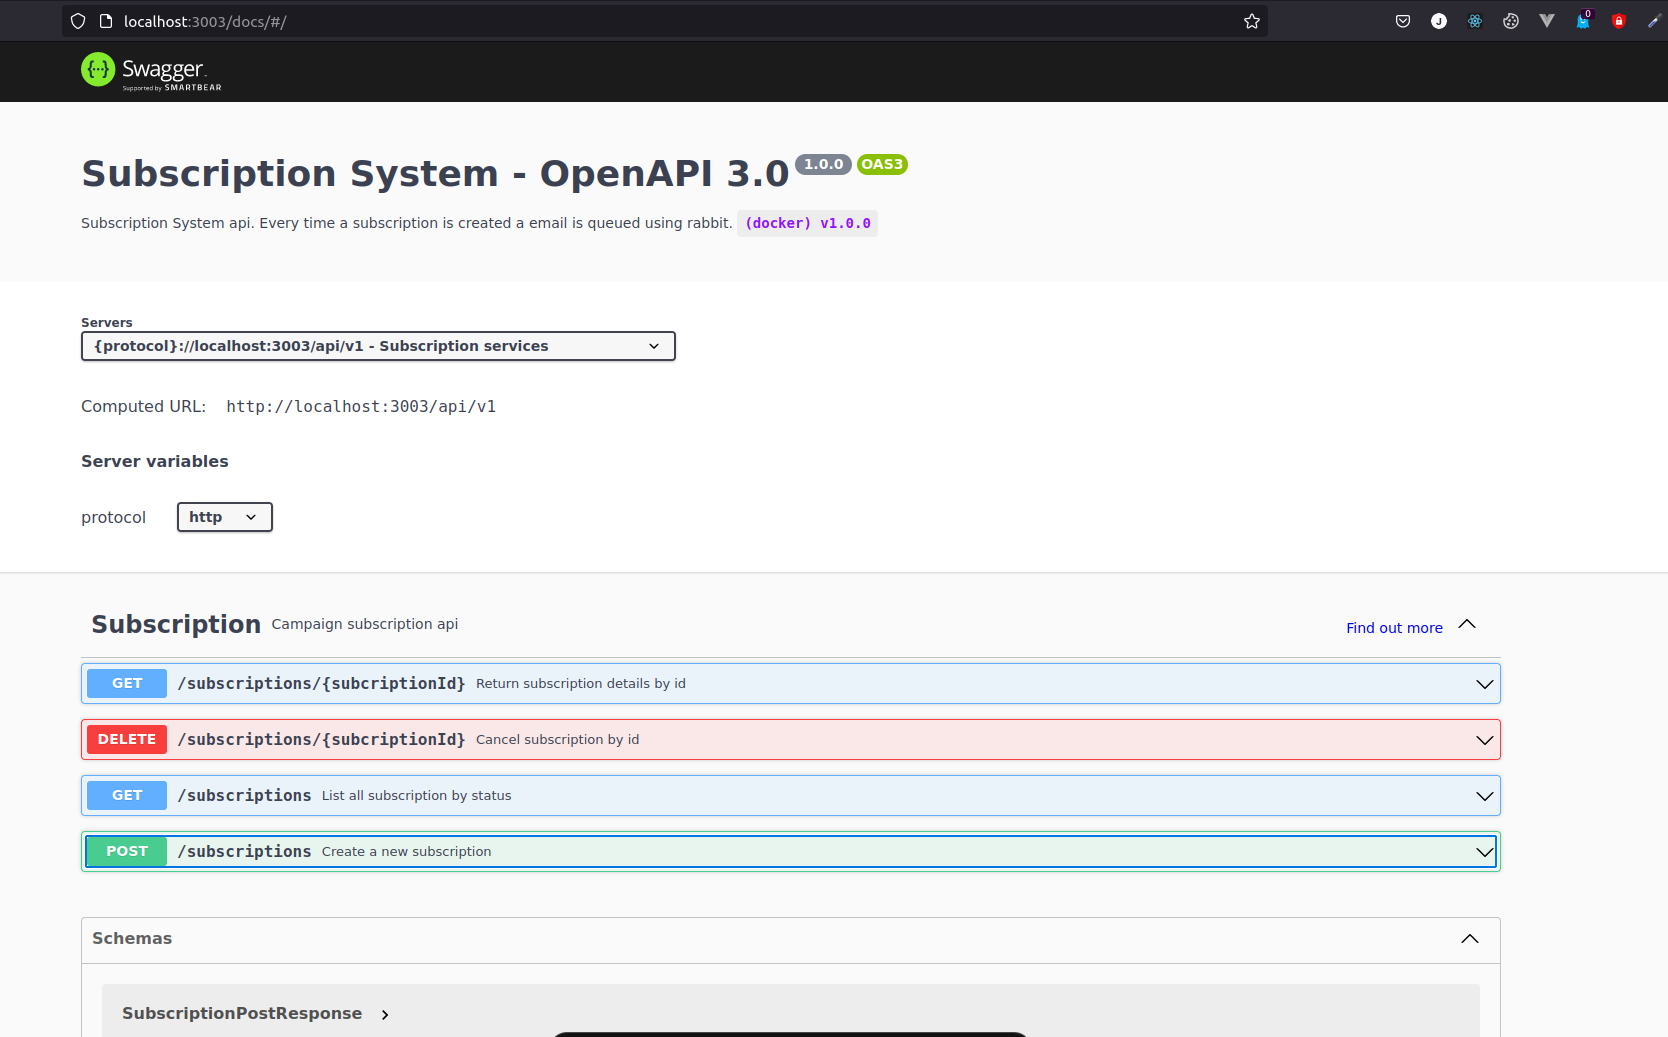 localhost:3003/docs/#/
J
0
{···} Swagger.
Supported by SMARTBEAR
Subscription System - OpenAPI 3.0 1.0.0 OAS3
Subscription System api. Every time a subscription is created a email is queued using rabbit. (docker) v1.0.0
Servers
{protocol}://localhost:3003/api/v1 - Subscription services
Computed URL: http://localhost:3003/api/v1
Server variables
protocol http
Subscription Campaign subscription api Find out more
GET /subscriptions/{subcriptionId} Return subscription details by id
DELETE /subscriptions/{subcriptionId} Cancel subscription by id
GET /subscriptions List all subscription by status
POST /subscriptions Create a new subscription
Schemas
SubscriptionPostResponse